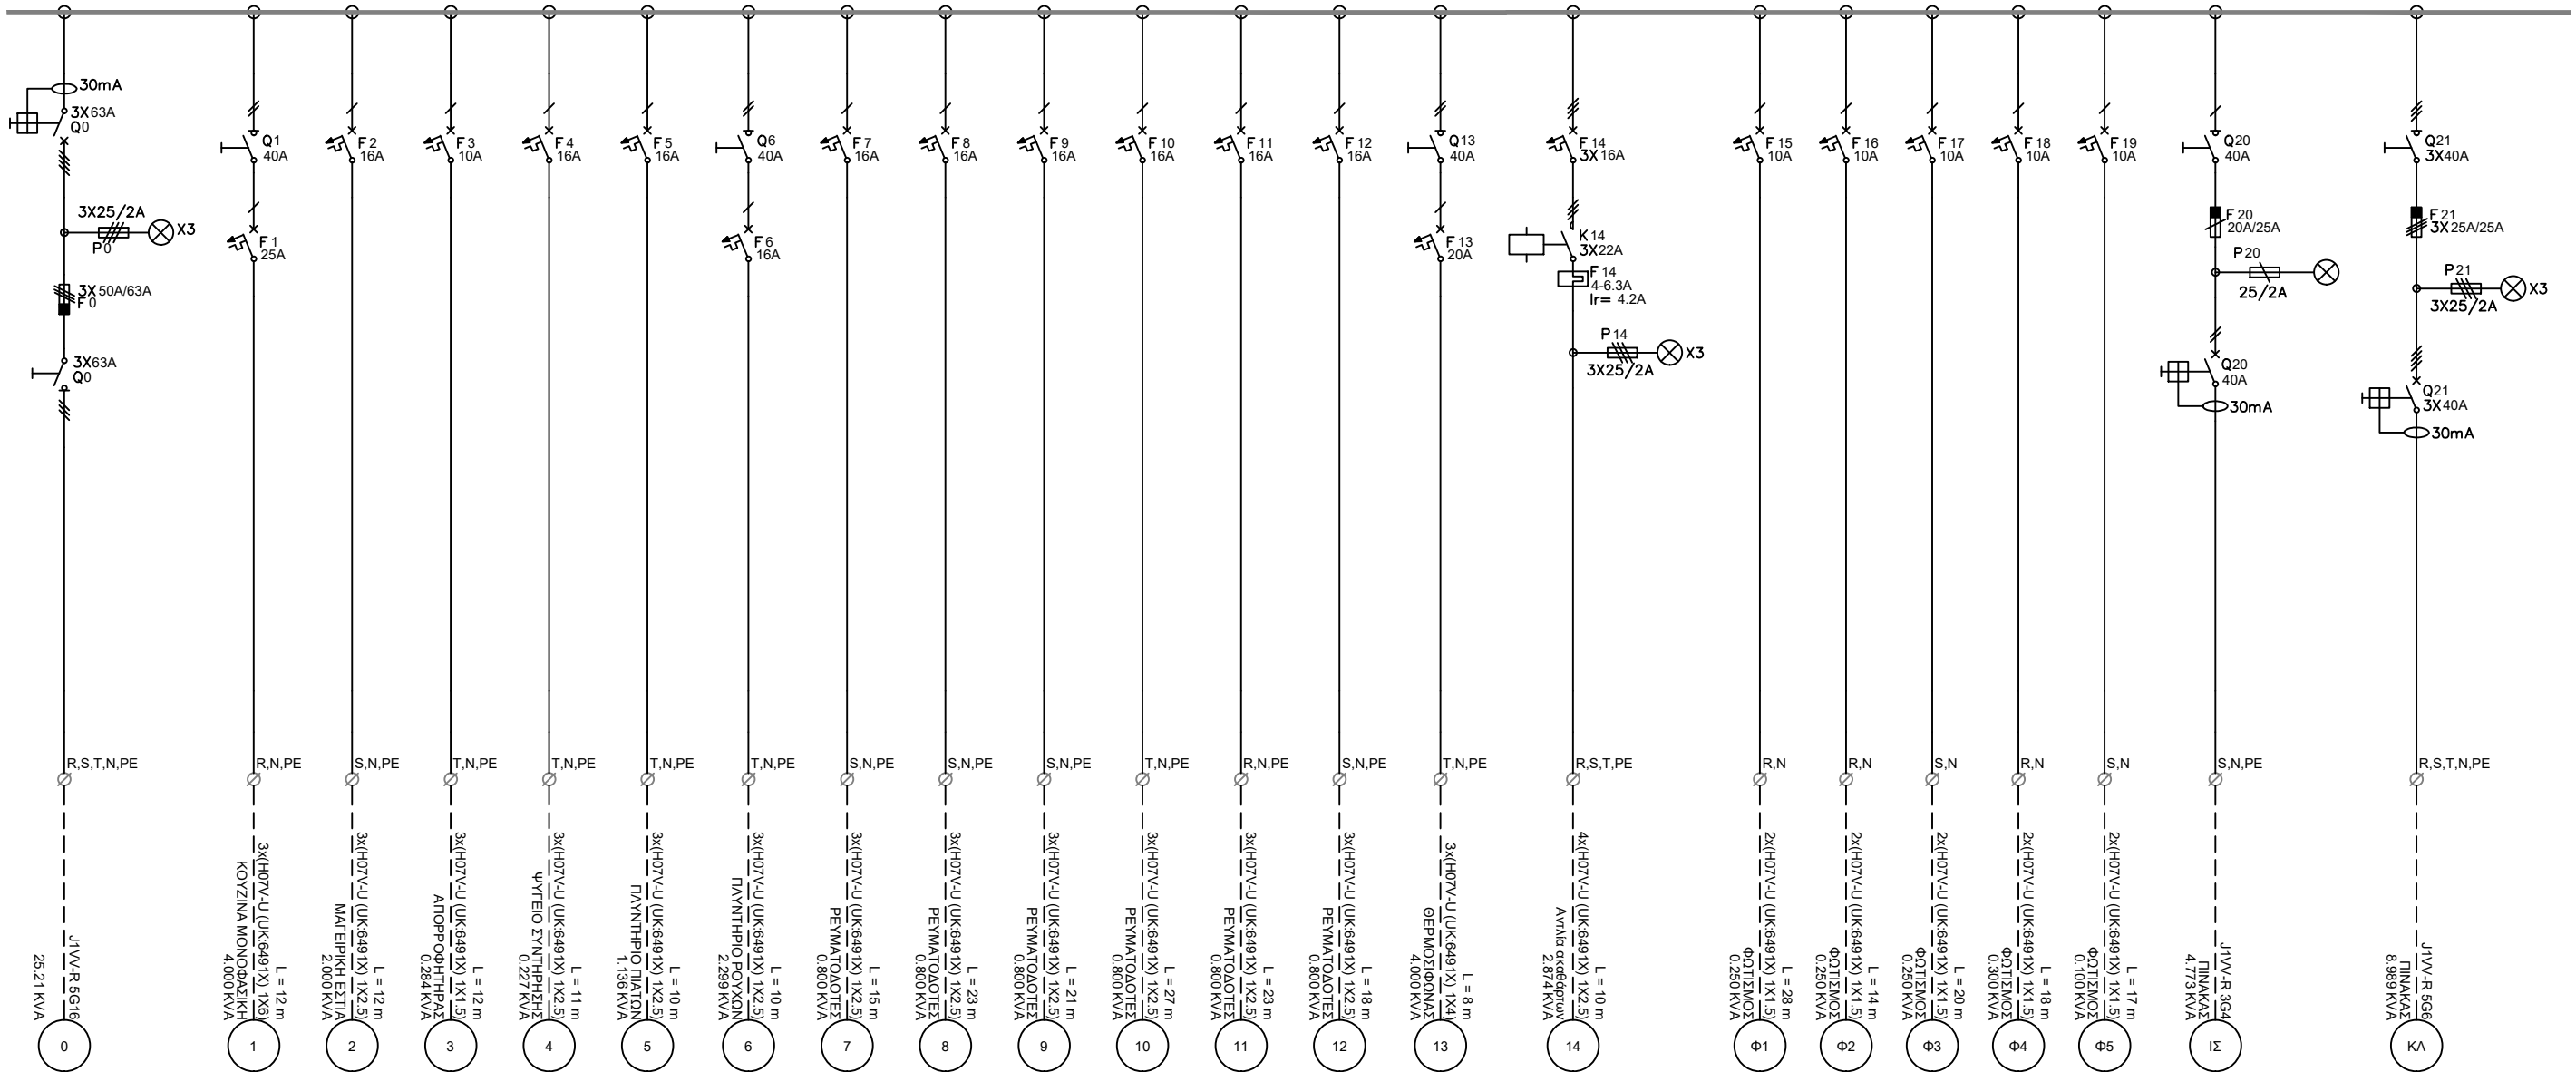 30mA
3X63A
Q0
3X25/2A
P0
X3
3X50A/63A
F0
3X63A
Q0
R,S,T,N,PE
J1VV-R 5G16
25.21 KVA
0
Q1
40A
F1
25A
R,N,PE
L = 12 m
3x(H07V-U (UK:6491X) 1X6)
ΚΟΥΖΙΝΑ ΜΟΝΟΦΑΣΙΚΗ
4.000 KVA
1
F2
16A
S,N,PE
L = 12 m
3x(H07V-U (UK:6491X) 1X2.5)
ΜΑΓΕΙΡΙΚΗ ΕΣΤΙΑ
2.000 KVA
2
F3
10A
T,N,PE
L = 12 m
3x(H07V-U (UK:6491X) 1X1.5)
ΑΠΟΡΡΟΦΗΤΗΡΑΣ
0.284 KVA
3
F4
16A
T,N,PE
L = 11 m
3x(H07V-U (UK:6491X) 1X2.5)
ΨΥΓΕΙΟ ΣΥΝΤΗΡΗΣΗΣ
0.227 KVA
4
F5
16A
T,N,PE
L = 10 m
3x(H07V-U (UK:6491X) 1X2.5)
ΠΛΥΝΤΗΡΙΟ ΠΙΑΤΩΝ
1.136 KVA
5
Q6
40A
F6
16A
T,N,PE
L = 10 m
3x(H07V-U (UK:6491X) 1X2.5)
ΠΛΥΝΤΗΡΙΟ ΡΟΥΧΩΝ
2.299 KVA
6
F7
16A
S,N,PE
L = 15 m
3x(H07V-U (UK:6491X) 1X2.5)
ΡΕΥΜΑΤΟΔΟΤΕΣ
0.800 KVA
7
F8
16A
S,N,PE
L = 23 m
3x(H07V-U (UK:6491X) 1X2.5)
ΡΕΥΜΑΤΟΔΟΤΕΣ
0.800 KVA
8
F9
16A
S,N,PE
L = 21 m
3x(H07V-U (UK:6491X) 1X2.5)
ΡΕΥΜΑΤΟΔΟΤΕΣ
0.800 KVA
9
F10
16A
T,N,PE
L = 27 m
3x(H07V-U (UK:6491X) 1X2.5)
ΡΕΥΜΑΤΟΔΟΤΕΣ
0.800 KVA
10
F11
16A
R,N,PE
L = 23 m
3x(H07V-U (UK:6491X) 1X2.5)
ΡΕΥΜΑΤΟΔΟΤΕΣ
0.800 KVA
11
F12
16A
S,N,PE
L = 18 m
3x(H07V-U (UK:6491X) 1X2.5)
ΡΕΥΜΑΤΟΔΟΤΕΣ
0.800 KVA
12
Q13
40A
F13
20A
T,N,PE
L = 8 m
3x(H07V-U (UK:6491X) 1X4)
ΘΕΡΜΟΣΙΦΩΝΑΣ
4.000 KVA
13
F14
3X16A
K14
3X22A
F14
4-6.3A
Ir= 4.2A
P14
3X25/2A
X3
R,S,T,PE
L = 10 m
4x(H07V-U (UK:6491X) 1X2.5)
Αντλία ακαθάρτων
2.874 KVA
14
F15
10A
R,N
L = 28 m
2x(H07V-U (UK:6491X) 1X1.5)
ΦΩΤΙΣΜΟΣ
0.250 KVA
Φ1
F16
10A
R,N
L = 14 m
2x(H07V-U (UK:6491X) 1X1.5)
ΦΩΤΙΣΜΟΣ
0.250 KVA
Φ2
F17
10A
S,N
L = 20 m
2x(H07V-U (UK:6491X) 1X1.5)
ΦΩΤΙΣΜΟΣ
0.250 KVA
Φ3
F18
10A
R,N
L = 18 m
2x(H07V-U (UK:6491X) 1X1.5)
ΦΩΤΙΣΜΟΣ
0.300 KVA
Φ4
F19
10A
S,N
L = 17 m
2x(H07V-U (UK:6491X) 1X1.5)
ΦΩΤΙΣΜΟΣ
0.100 KVA
Φ5
Q20
40A
F20
20A/25A
P20
25/2A
Q20
40A
30mA
S,N,PE
J1VV-R 3G4
ΠΙΝΑΚΑΣ
4.773 KVA
ΙΣ
Q21
3X40A
F21
3X25A/25A
P21
3X25/2A
X3
Q21
3X40A
30mA
R,S,T,N,PE
J1VV-R 5G6
ΠΙΝΑΚΑΣ
8.989 KVA
ΚΛ